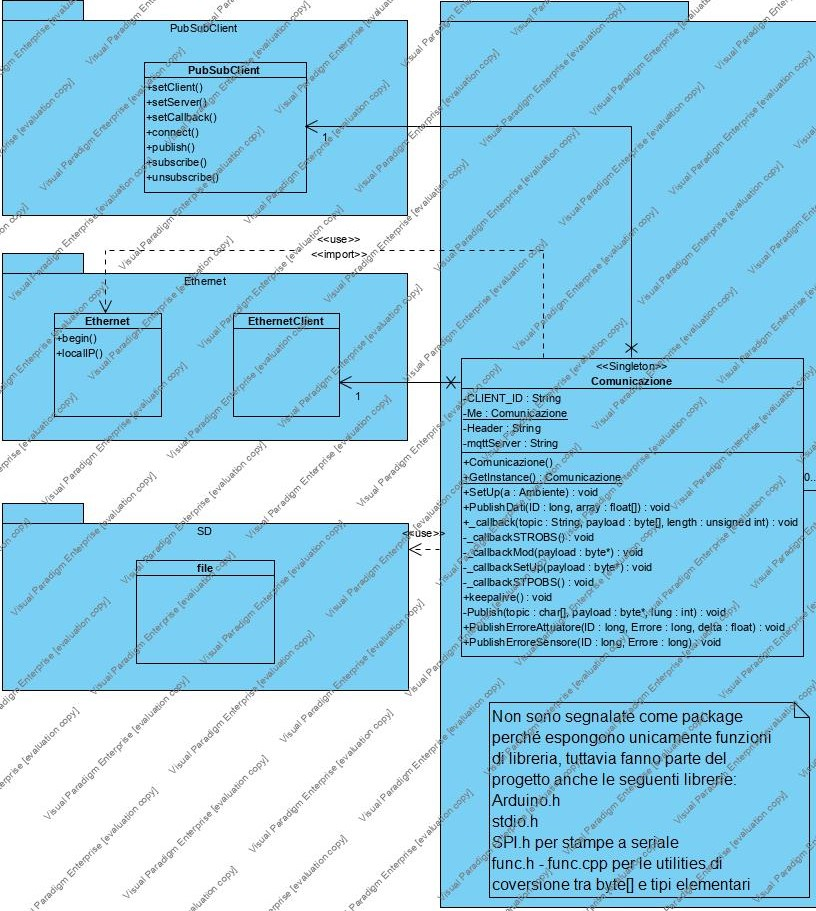 PubSubClient
PubSubClient
+setClient()
+setServer()
+setCallback()
+connect()
+publish()
+subscribe()
+unsubscribe()
1
<<use>>
<<import>>
Ethernet
Ethernet
+begin()
+localIP()
EthernetClient
1
SD
file
<<use>>
<<Singleton>>
Comunicazione
-CLIENT_ID : String
-Me : Comunicazione
-Header : String
-mqttServer : String
+Comunicazione()
+GetInstance() : Comunicazione
+SetUp(a : Ambiente) : void
+PublishDati(ID : long, array : float[]) : void
+_callback(topic : String, payload : byte[], length : unsigned int) : void
-_callbackSTROBS() : void
-_callbackMod(payload : byte*) : void
-_callbackSetUp(payload : byte*) : void
-_callbackSTPOBS() : void
+keepalive() : void
-Publish(topic : char[], payload : byte*, lung : int) : void
+PublishErroreAttuatore(ID : long, Errore : long, delta : float) : void
+PublishErroreSensore(ID : long, Errore : long) : void
0..
Non sono segnalate come package
perché espongono unicamente funzioni
di libreria, tuttavia fanno parte del
progetto anche le seguenti librerie:
Arduino.h
stdio.h
SPI.h per stampe a seriale
func.h - func.cpp per le utilities di
coversione tra byte[] e tipi elementari
Visual Paradigm Enterprise [evaluation copy]